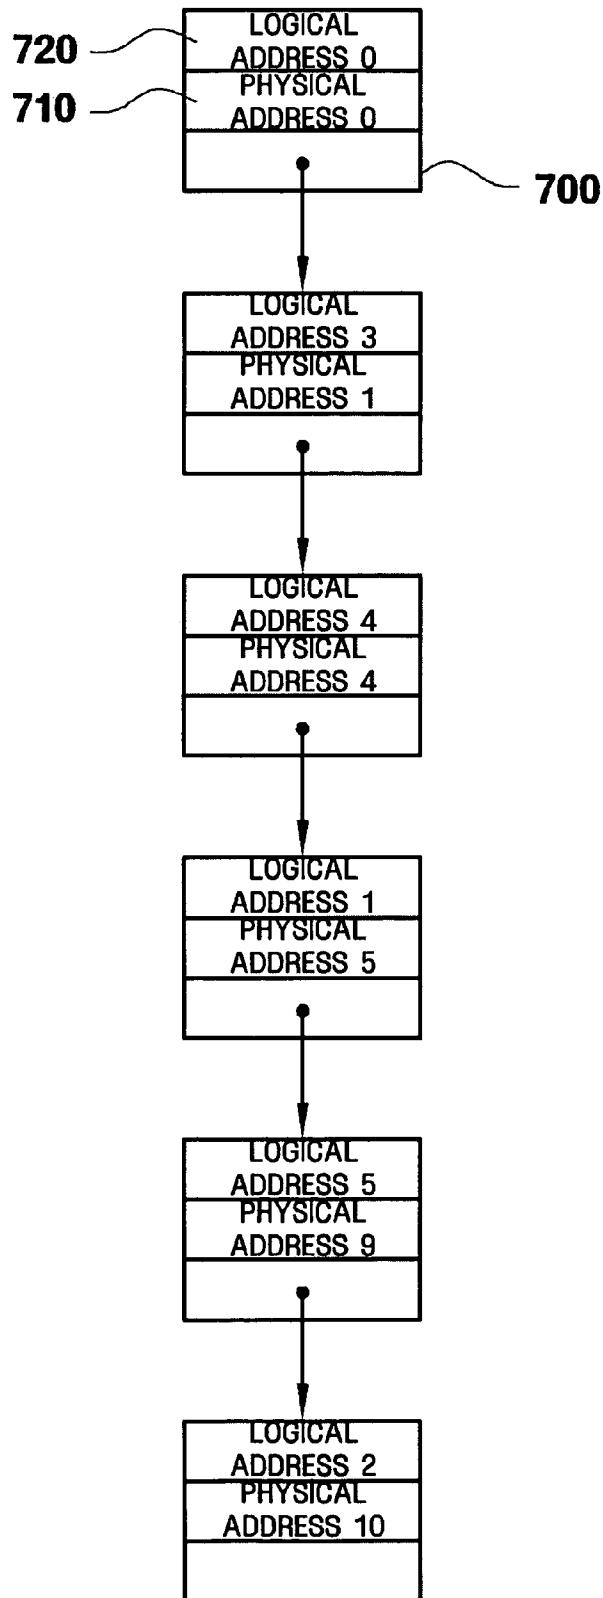 720
LOGICAL
ADDRESS 0
710
PHYSICAL
ADDRESS 0
700
LOGICAL
ADDRESS 3
PHYSICAL
ADDRESS 1
LOGICAL
ADDRESS 4
PHYSICAL
ADDRESS 4
LOGICAL
ADDRESS 1
PHYSICAL
ADDRESS 5
LOGICAL
ADDRESS 5
PHYSICAL
ADDRESS 9
LOGICAL
ADDRESS 2
PHYSICAL
ADDRESS 10